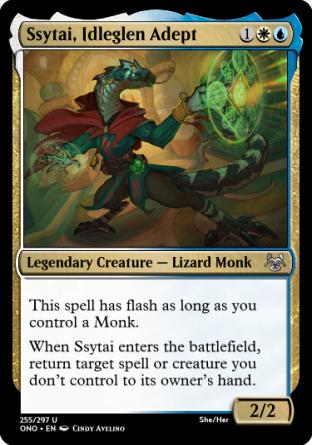 Ssytai, Idleglen Adept 1
Legendary Creature — Lizard Monk
This spell has flash as long as you
control a Monk.
When Ssytai enters the battlefield,
return target spell or creature you
don't control to its owner's hand.
2/2
255/297 U She/Her
ONO • EN Cindy Avelino